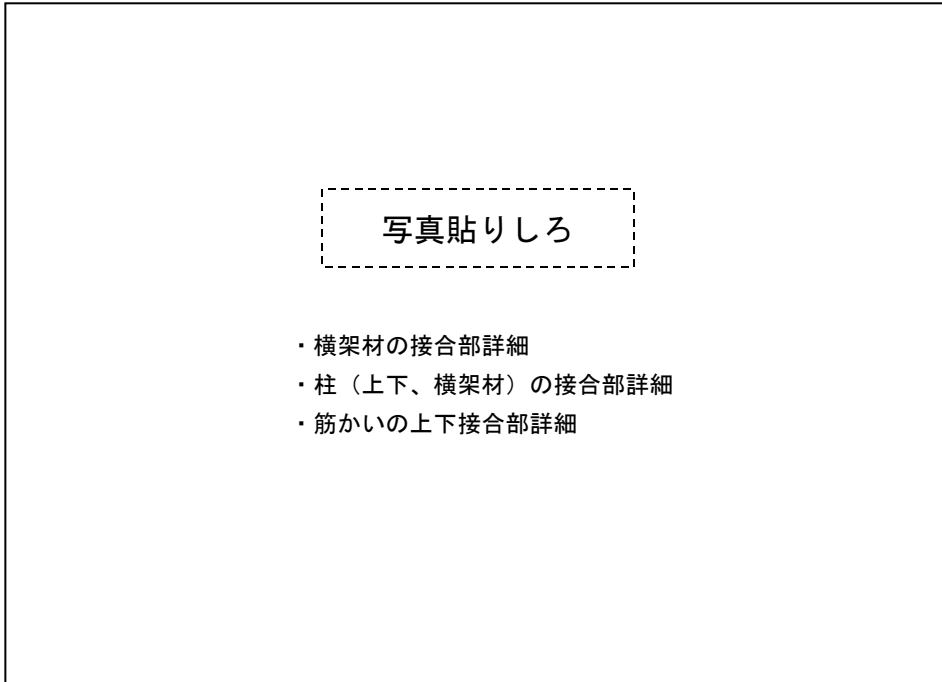 写真貼りしろ
・横架材の接合部詳細
・柱（上下、横架材）の接合部詳細
・筋かいの上下接合部詳細